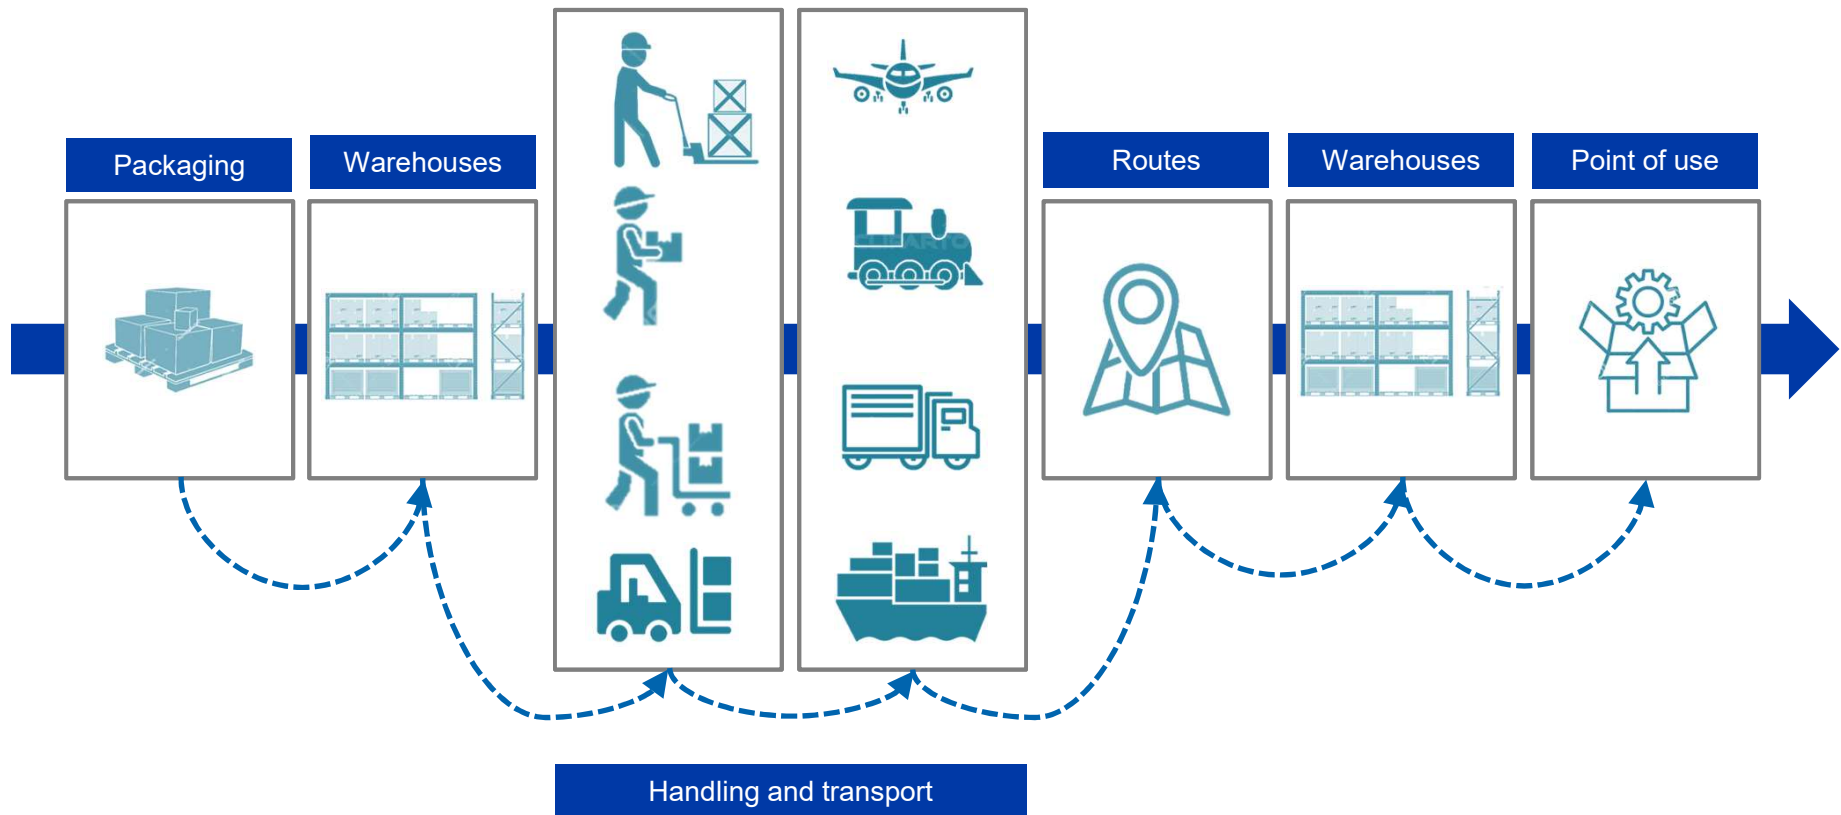 Packaging
Warehouses
Routes
Warehouses
Point of use
Handling and transport